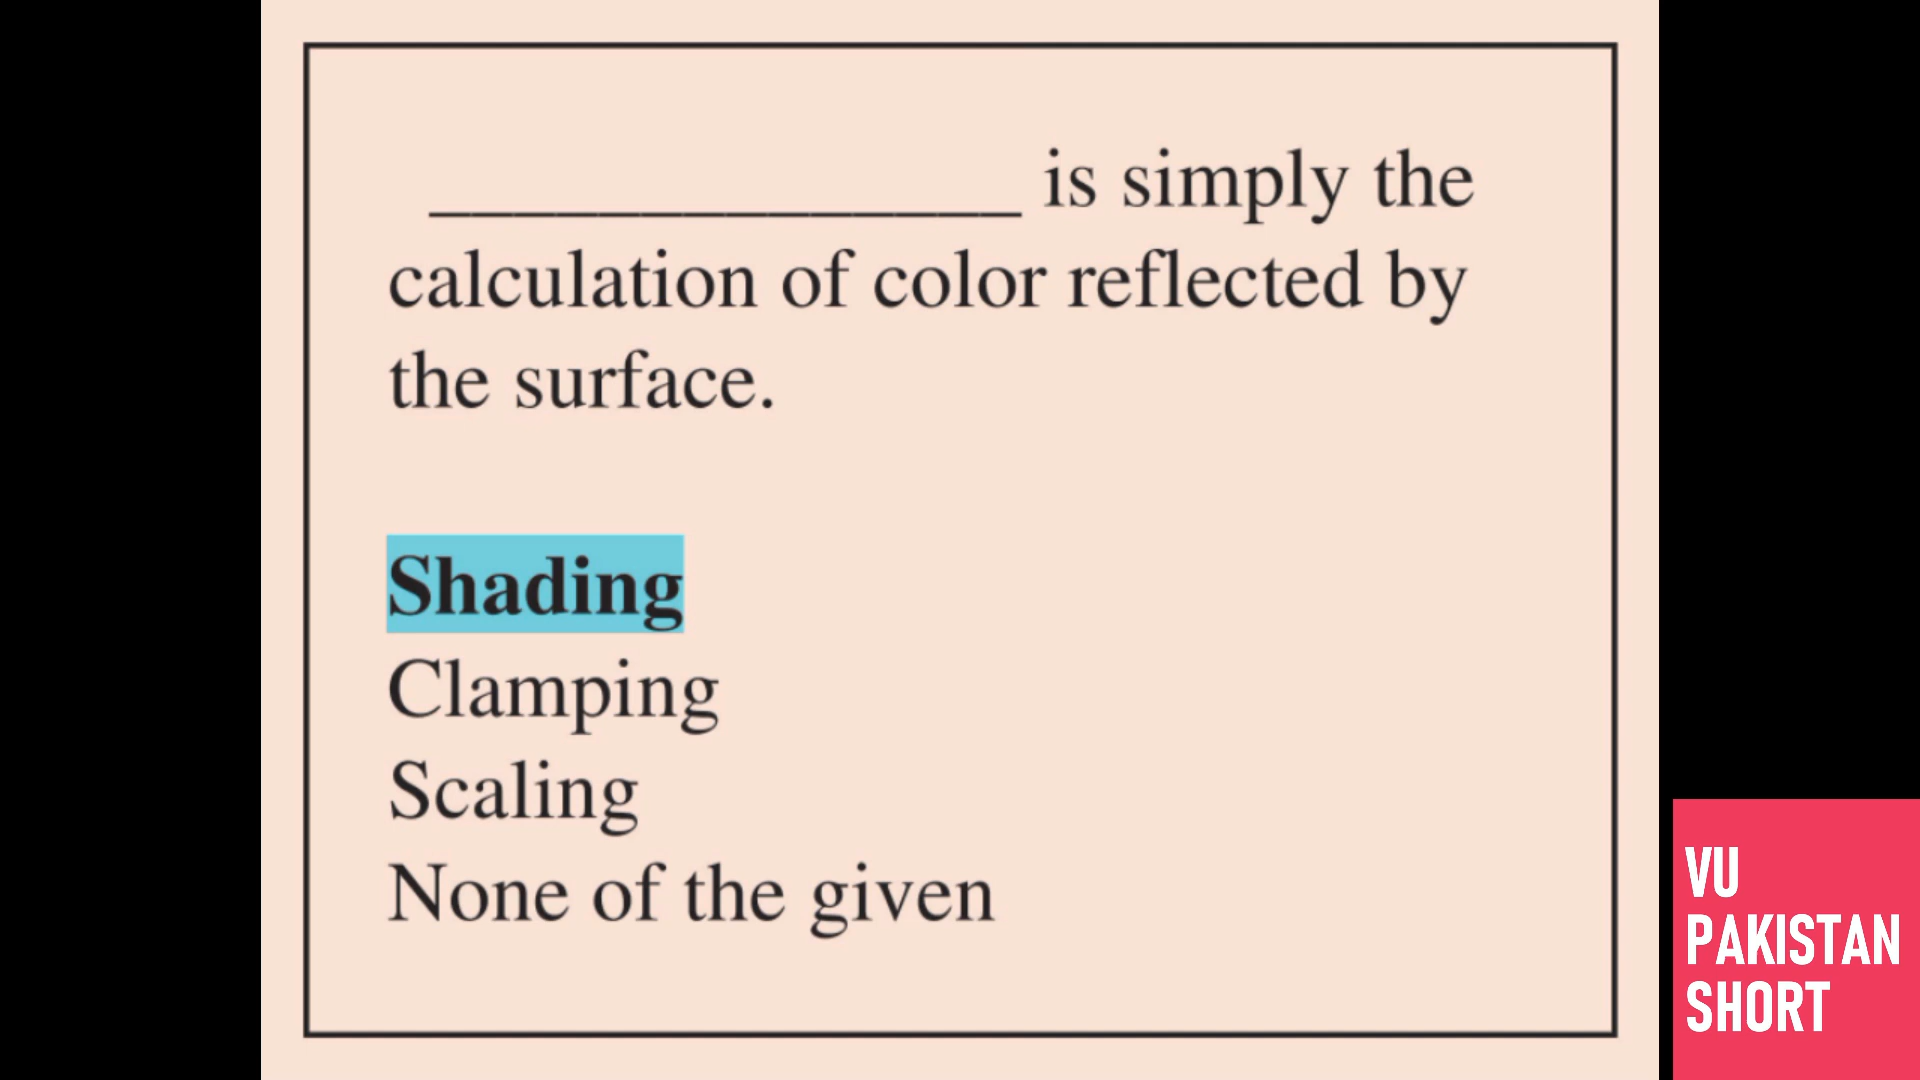 ______________ is simply the
calculation of color reflected by
the surface.
Shading
Clamping
Scaling
None of the given
VU
PAKISTAN
SHORT